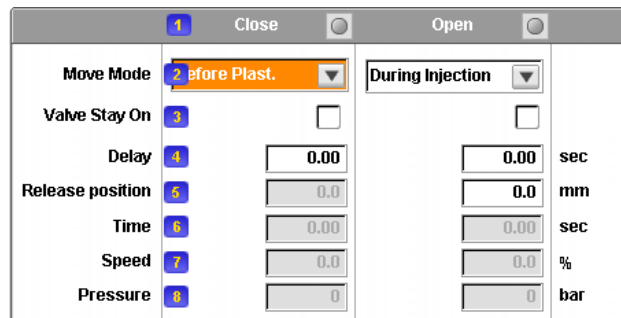 1 Close Open
Move Mode 2 efore Plast. During Injection
Valve Stay On 3
Delay 4 0.00 0.00 sec
Release position 5 0.0 0.0 mm
Time 6 0.00 0.00 sec
Speed 7 0.0 0.0 %
Pressure 8 0 0 bar